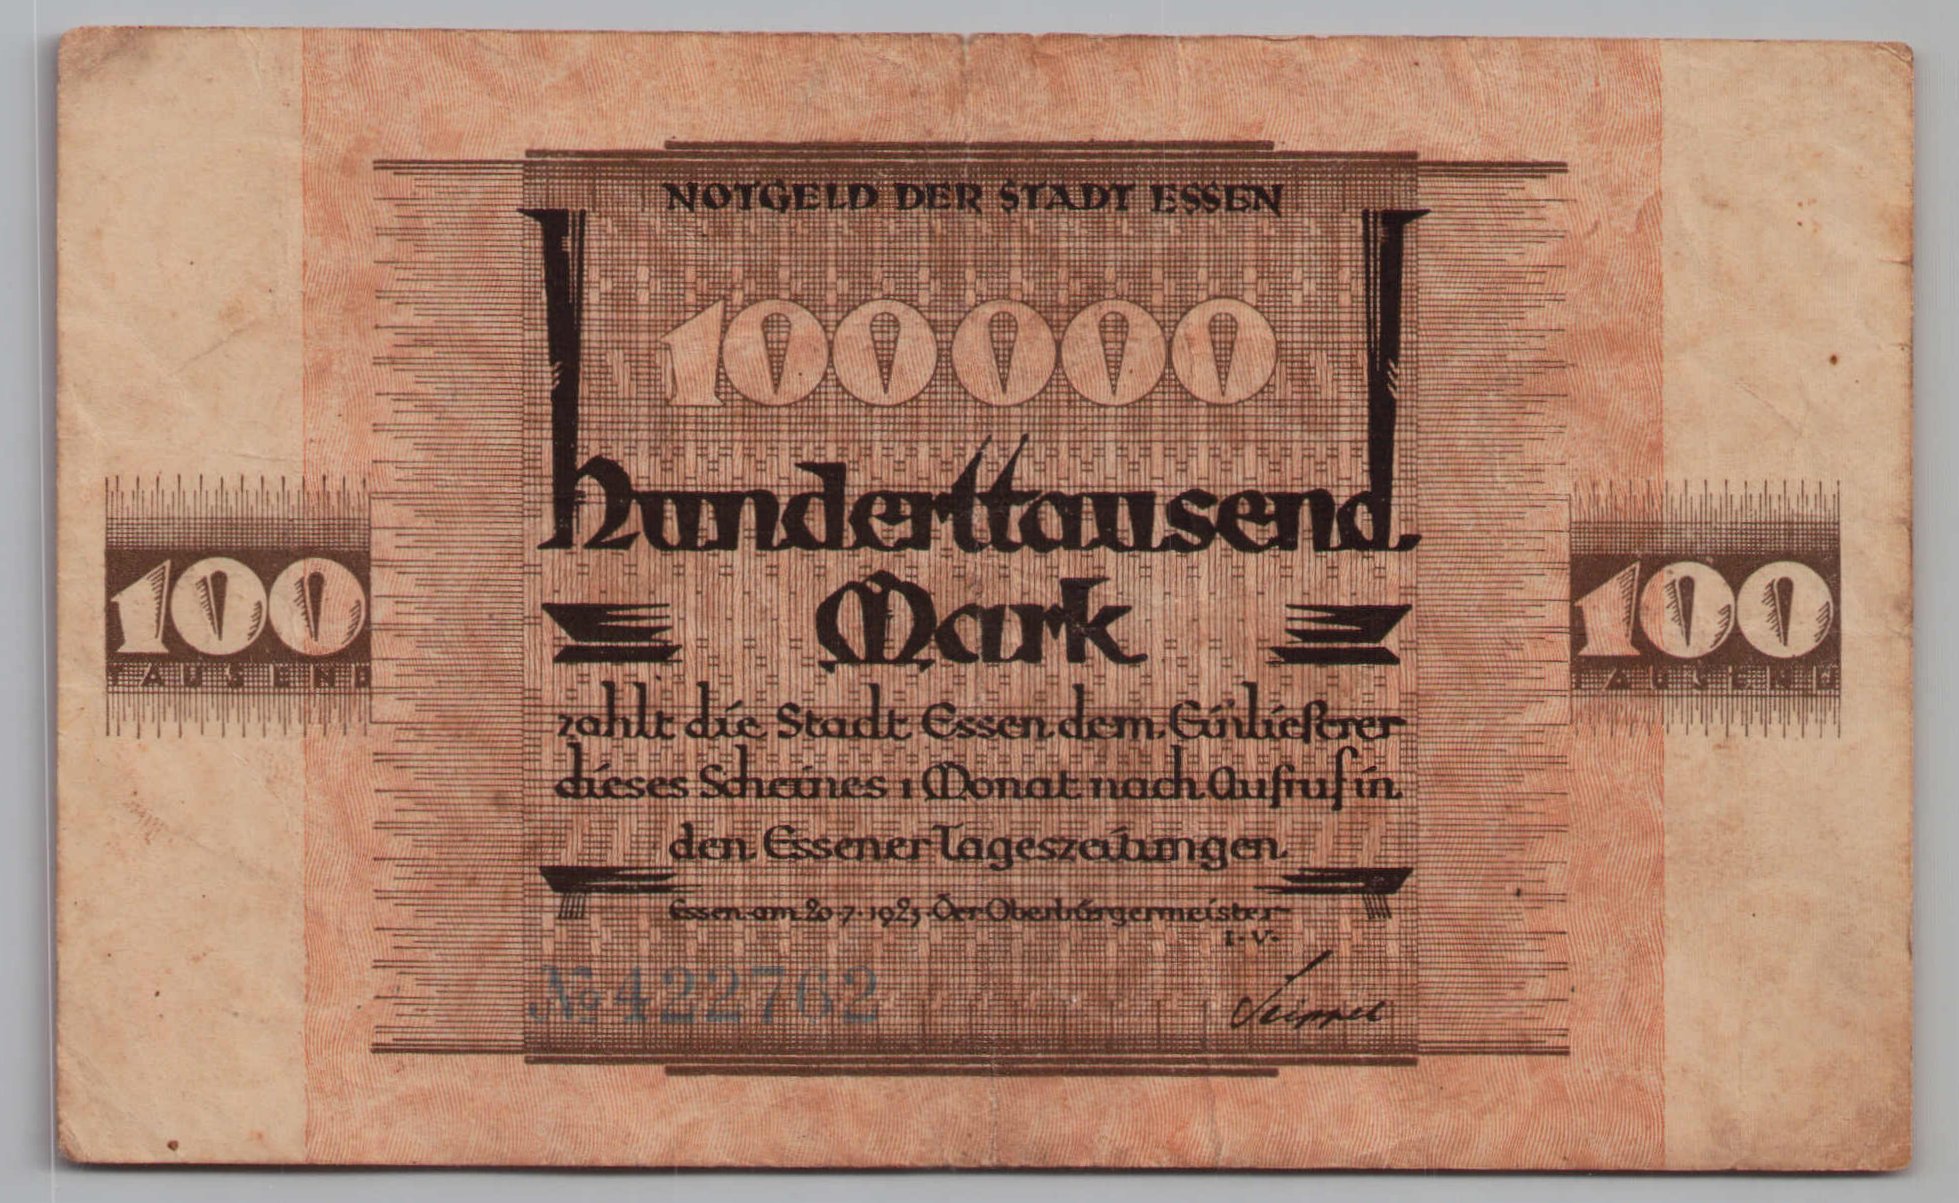 NOTGELD DER STADT ESSEN
100000
Hunderttausend
Mark
100
TAUSEND
100
TAUSEND
zahlt die Stadt Essen dem Einlieferer
dieses Scheines 1 Monat nach Aufruf in
den Essener Tageszeitungen.
Essen am 20.7.1923. Der Oberbürgermeister
I. V.
№ 422762